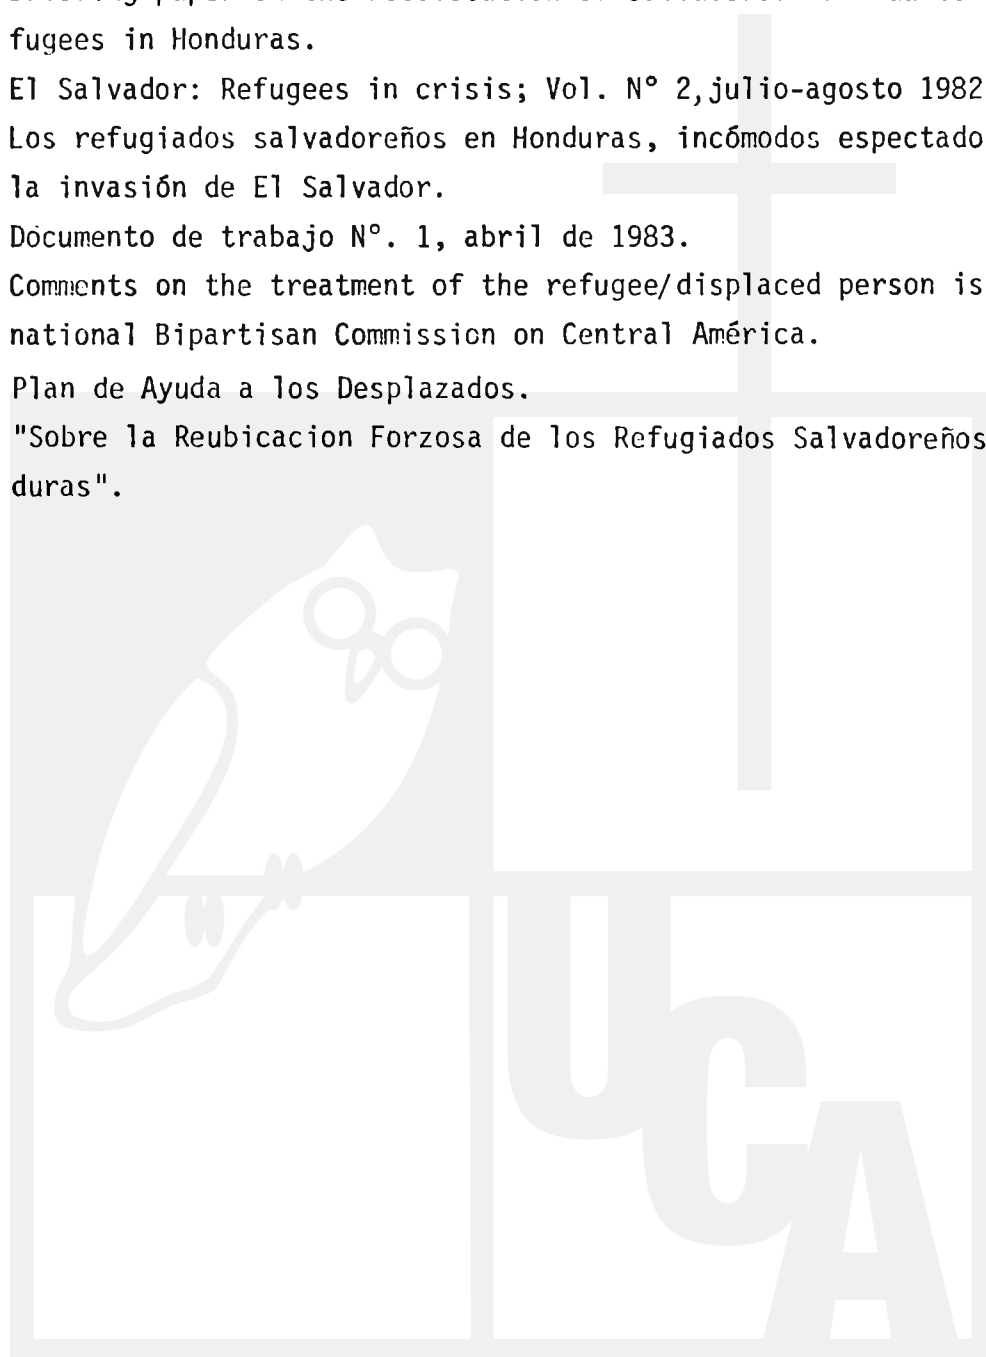 fugees in Honduras.
El Salvador: Refugees in crisis; Vol. N° 2,julio-agosto 1982
Los refugiados salvadoreños en Honduras, incómodos espectado
la invasión de El Salvador.
Documento de trabajo N°. 1, abril de 1983.
Comments on the treatment of the refugee/displaced person is
national Bipartisan Commission on Central América.
Plan de Ayuda a los Desplazados.
"Sobre la Reubicacion Forzosa de los Refugiados Salvadoreños
duras".
UCA